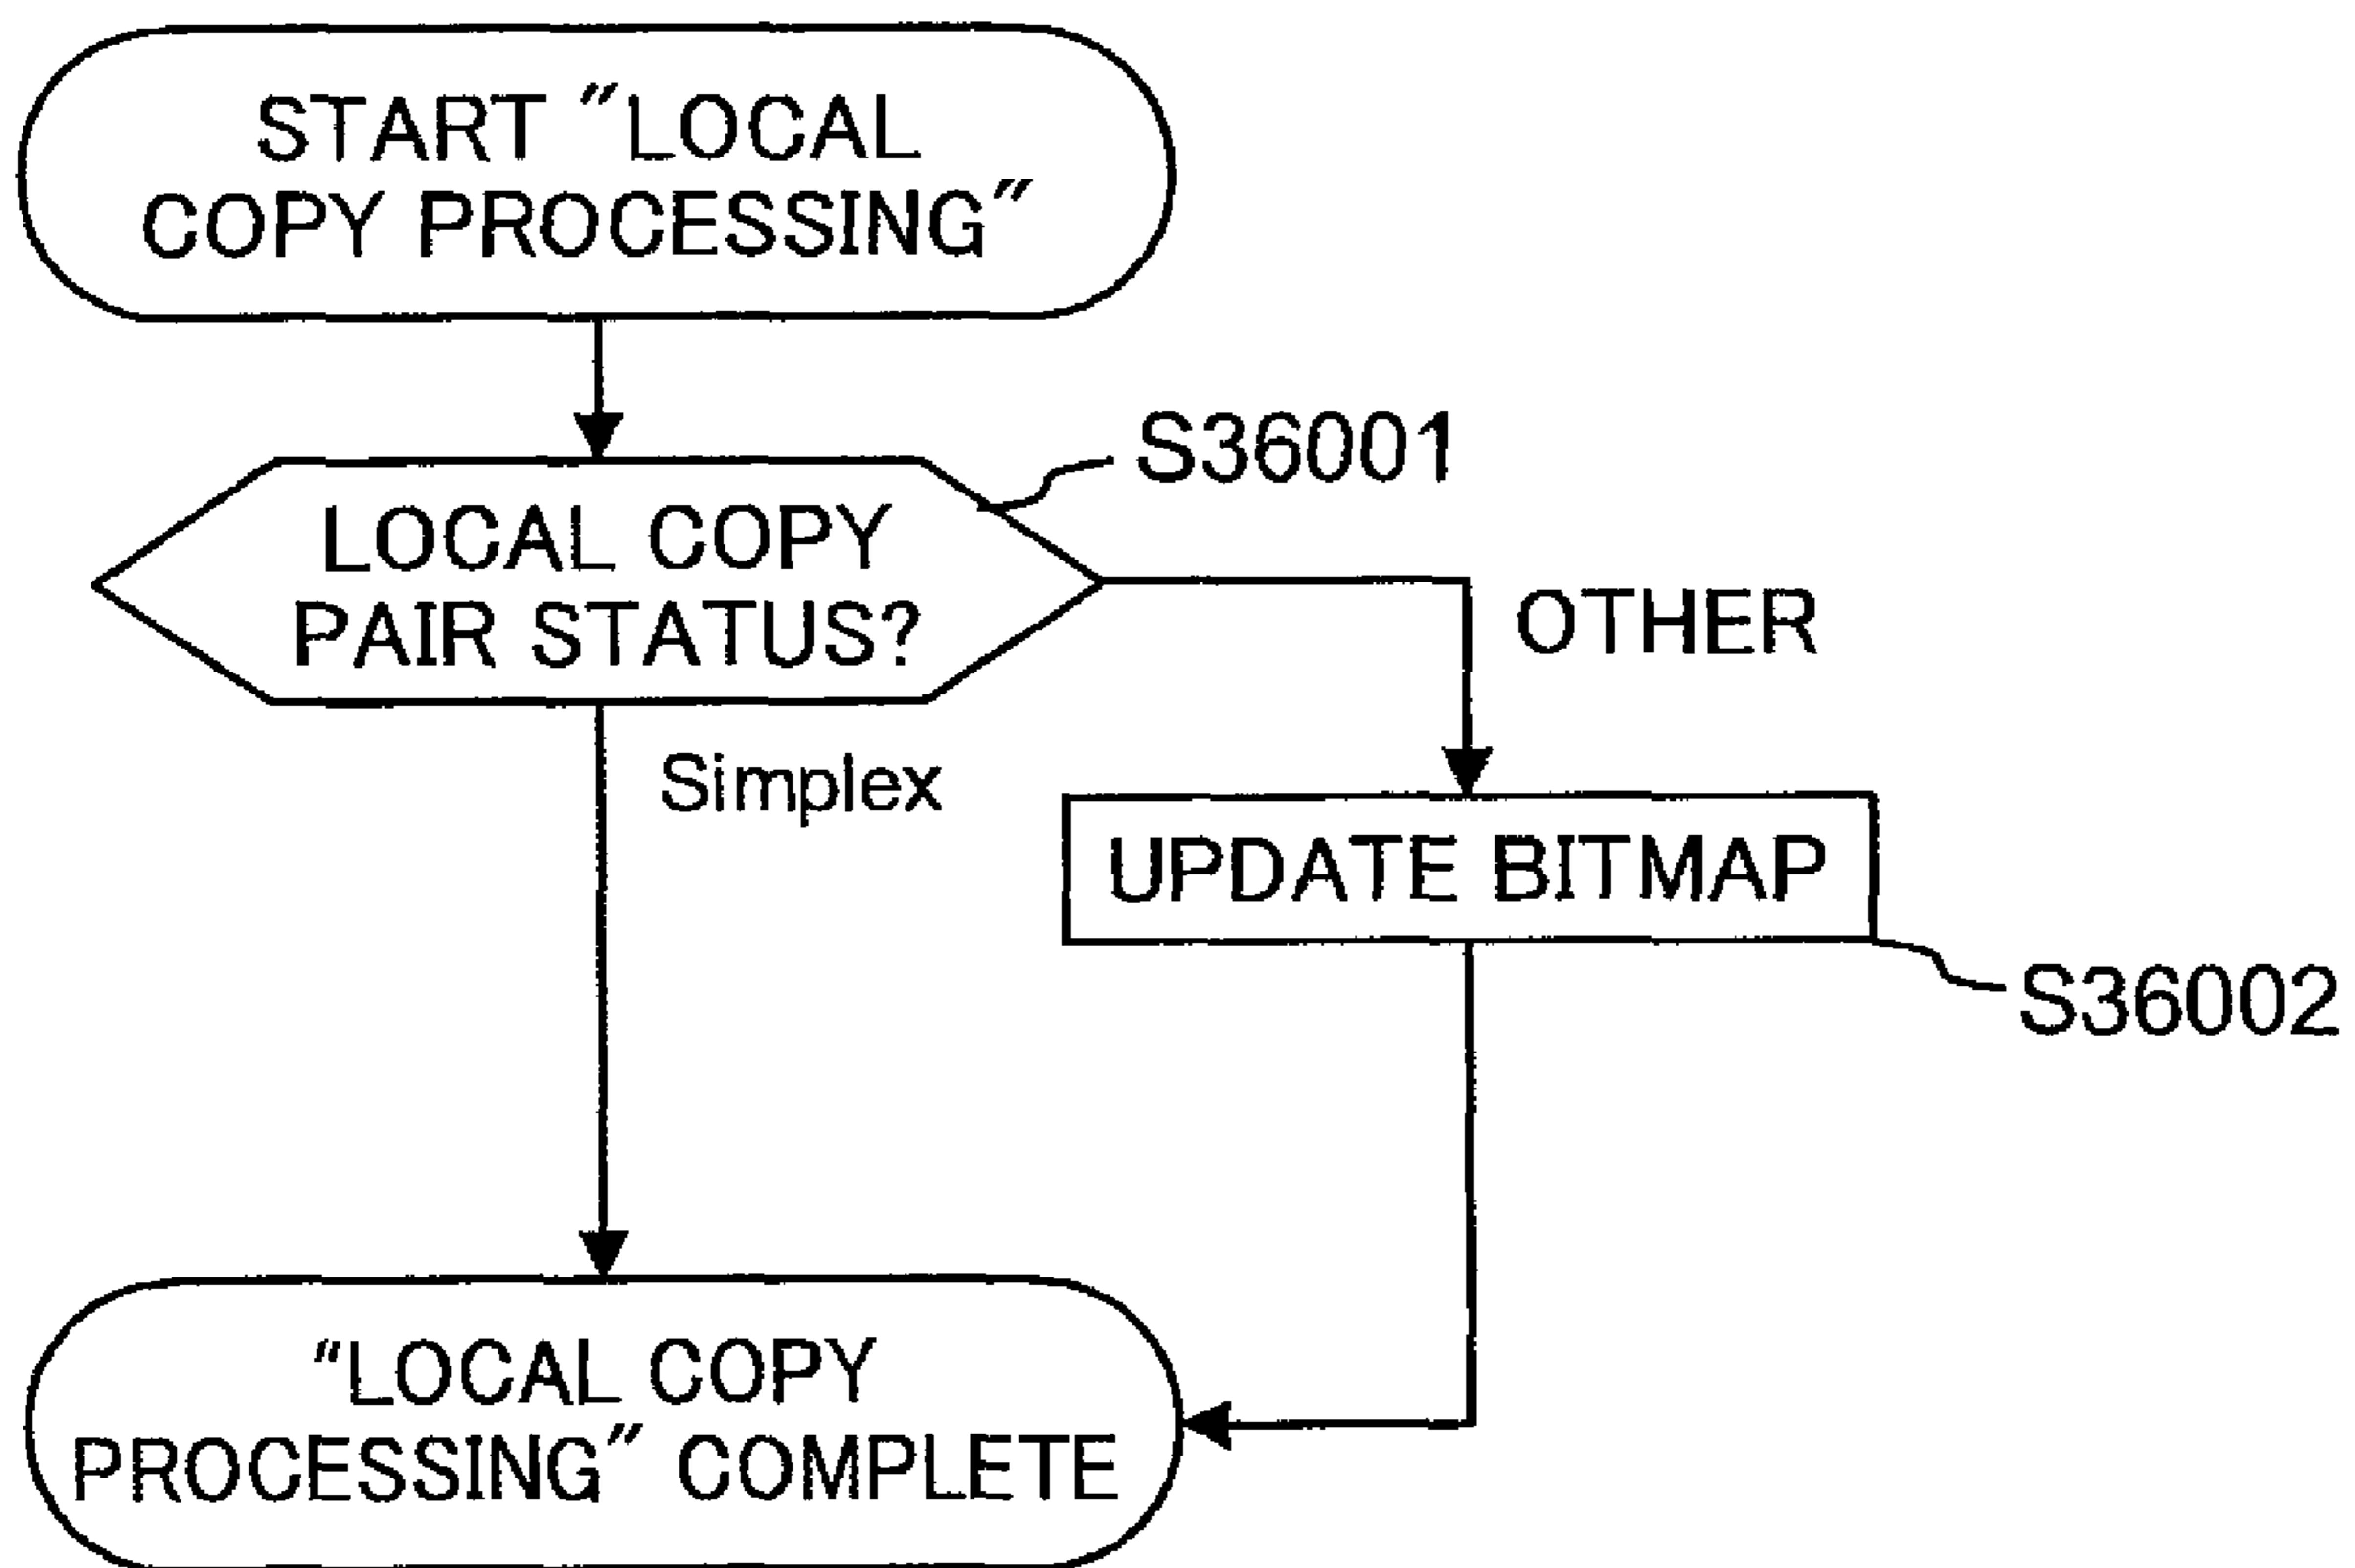 START "LOCAL
COPY PROCESSING"
S36001
LOCAL COPY
PAIR STATUS?
OTHER
Simplex
UPDATE BITMAP
S36002
"LOCAL COPY
PROCESSING" COMPLETE